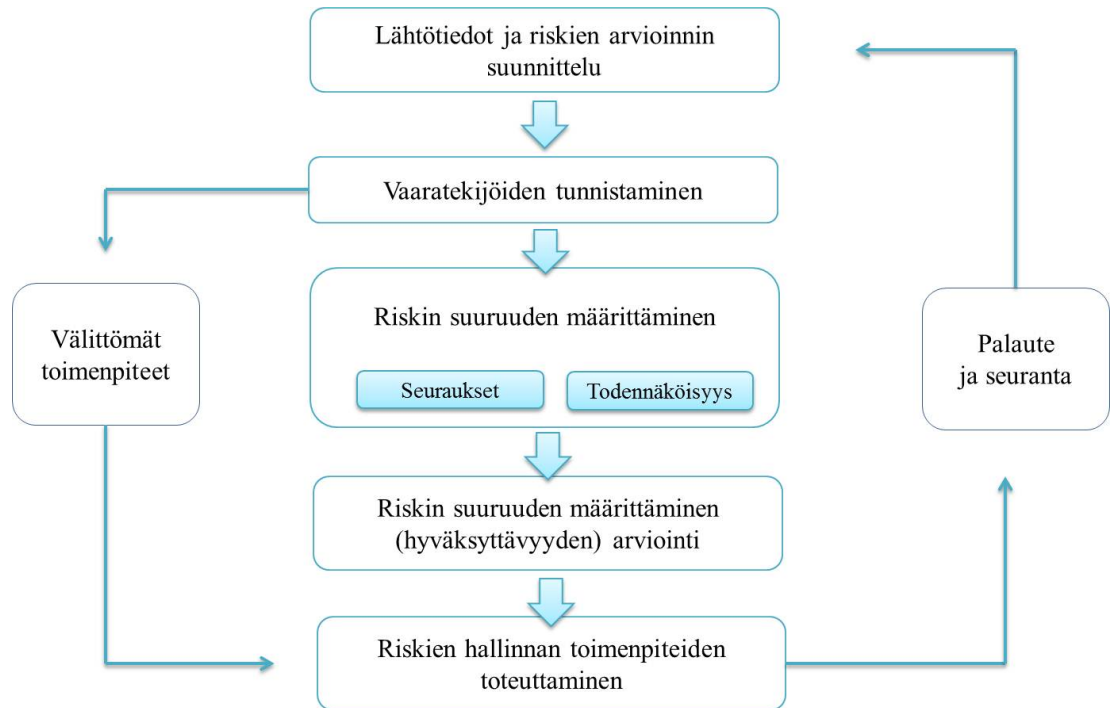 Lähtötiedot ja riskien arvioinnin
suunnittelu
Vaaratekijöiden tunnistaminen
Riskin suuruuden määrittäminen
Seuraukset
Todennäköisyys
Välittömät
toimenpiteet
Palaute
ja seuranta
Riskin suuruuden määrittäminen
(hyväksyttävyyden) arviointi
Riskien hallinnan toimenpiteiden
toteuttaminen